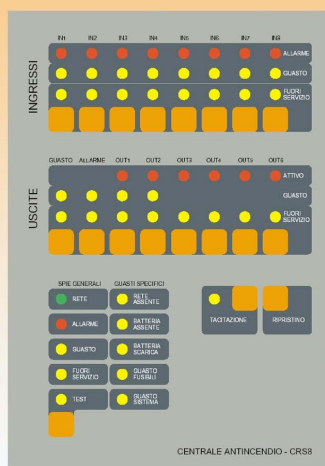 IN1 IN2 IN3 IN4 IN5 IN6 IN7 IN8
INGRESSI
ALLARME
GUASTO
FUORI
SERVIZIO
GUASTO ALLARME OUT1 OUT2 OUT3 OUT4 OUT5 OUT6
USCITE
ATTIVO
GUASTO
FUORI
SERVIZIO
SPIE GENERALI
RETE
ALLARME
GUASTO
FUORI
SERVIZIO
TEST
GUASTI SPECIFICI
RETE
ASSENTE
BATTERIA
ASSENTE
BATTERIA
SCARICA
GUASTO
FUSIBILI
GUASTO
SISTEMA
TACITAZIONE
RIPRISTINO
CENTRALE ANTINCENDIO - CRS8